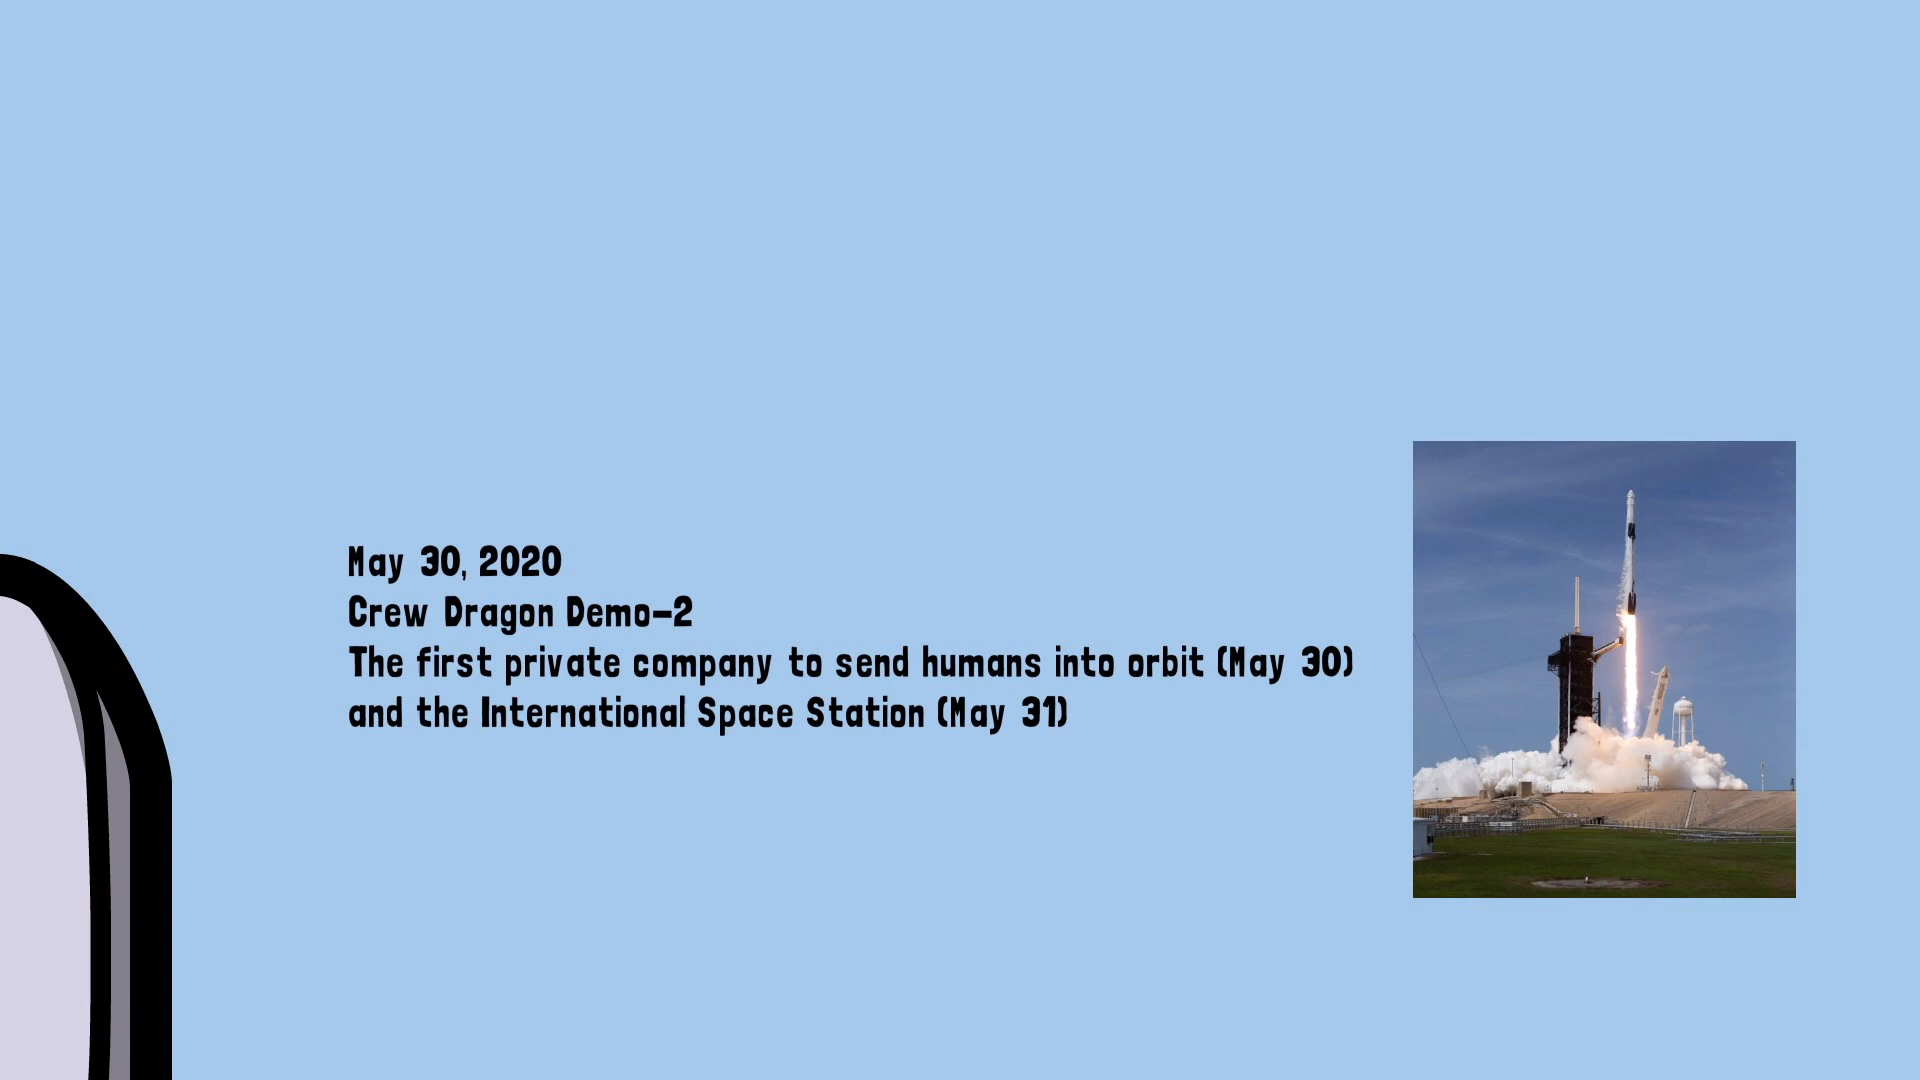 May 30, 2020
Crew Dragon Demo-2
The first private company to send humans into orbit (May 30)
and the International Space Station (May 31)